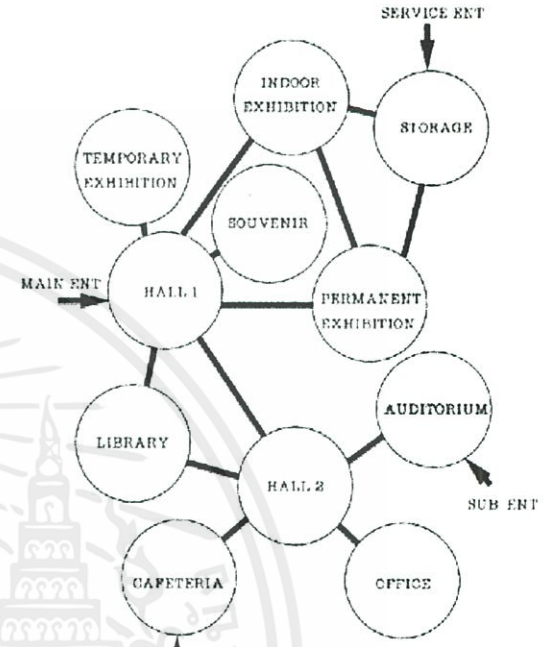 SERVICE ENT
INDOOR
EXHIBITION
STORAGE
TEMPORARY
EXHIBITION
SOUVENIR
MAIN ENT
HALL 1
PERMANENT
EXHIBITION
AUDITORIUM
LIBRARY
HALL 2
SUB ENT
CAFETERIA
OFFICE